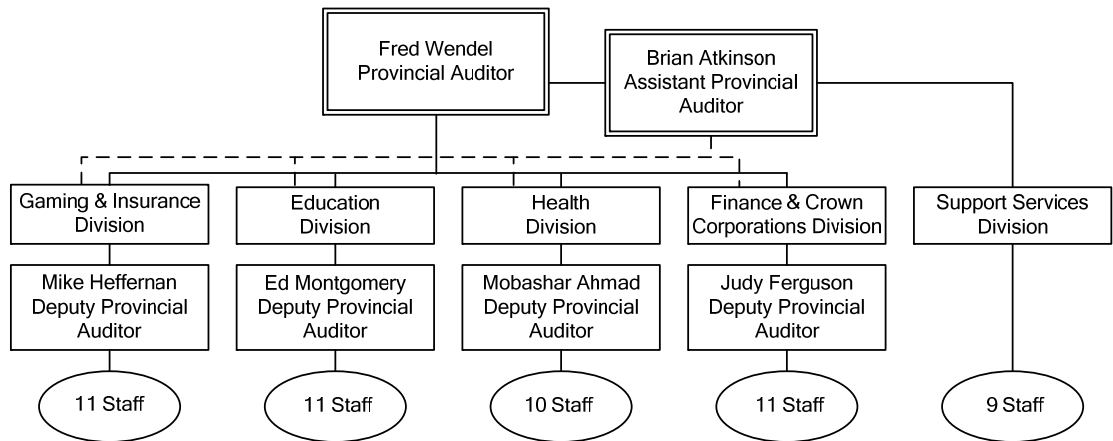 Fred Wendel
Provincial Auditor
Brian Atkinson
Assistant Provincial
Auditor
Gaming & Insurance
Division
Education
Division
Health
Division
Finance & Crown
Corporations Division
Support Services
Division
Mike Heffernan
Deputy Provincial
Auditor
Ed Montgomery
Deputy Provincial
Auditor
Mobashar Ahmad
Deputy Provincial
Auditor
Judy Ferguson
Deputy Provincial
Auditor
11 Staff
11 Staff
10 Staff
11 Staff
9 Staff